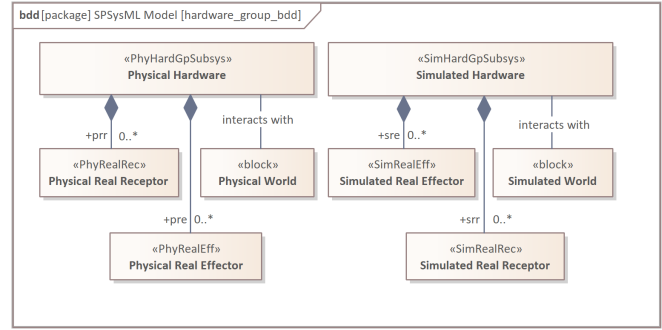 bdd [package] SPSysML Model [hardware_group_bdd]
«PhyHardGpSubsys»
Physical Hardware
«SimHardGpSubsys»
Simulated Hardware
interacts with
interacts with
+prr 0..*
+sre 0..*
«PhyRealRec»
Physical Real Receptor
«block»
Physical World
«SimRealEff»
Simulated Real Effector
«block»
Simulated World
+pre 0..*
+srr 0..*
«PhyRealEff»
Physical Real Effector
«SimRealRec»
Simulated Real Receptor